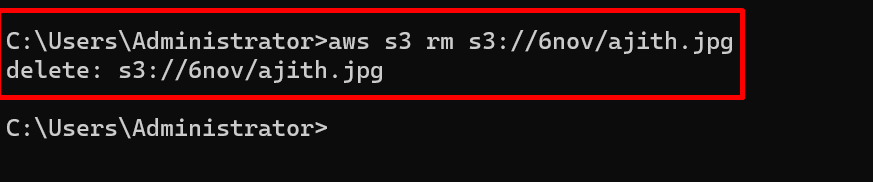 C:\Users\Administrator>aws s3 rm s3://6nov/ajith.jpg
delete: s3://6nov/ajith.jpg
C:\Users\Administrator>